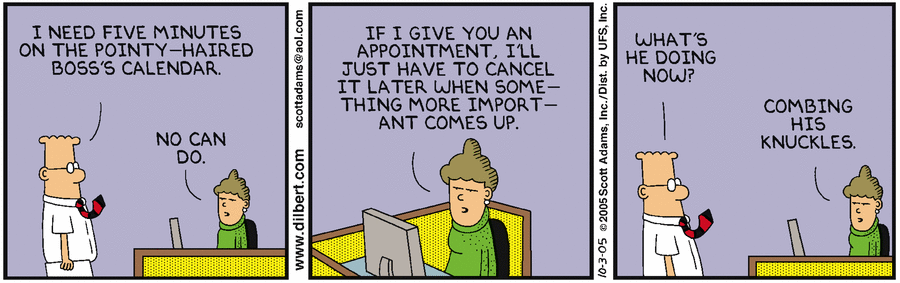 I NEED FIVE MINUTES
ON THE POINTY-HAIRED
BOSS'S CALENDAR.
NO CAN
DO.
www.dilbert.com scottadams@aol.com
IF I GIVE YOU AN
APPOINTMENT, I'LL
JUST HAVE TO CANCEL
IT LATER WHEN SOME-
THING MORE IMPORT-
ANT COMES UP.
10-3-05 ©2005 Scott Adams, Inc./Dist. by UFS, Inc.
WHAT'S
HE DOING
NOW?
COMBING
HIS
KNUCKLES.